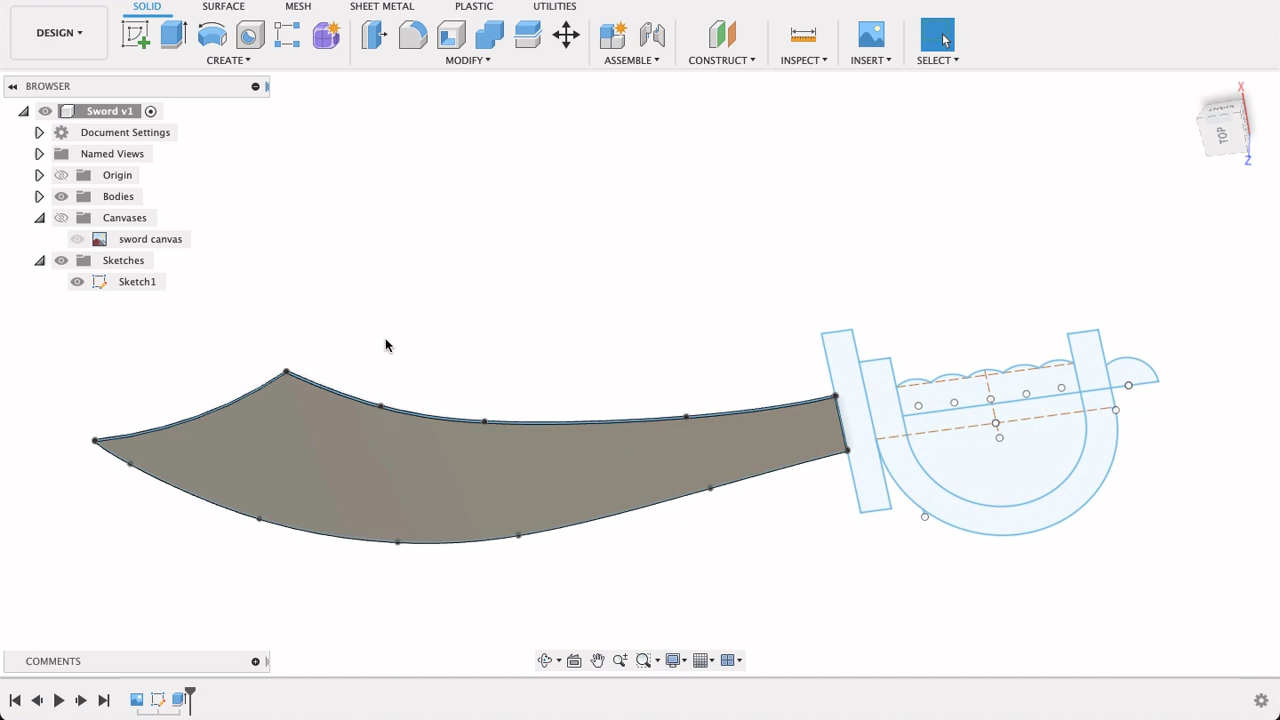 SOLID SURFACE MESH SHEET METAL PLASTIC UTILITIES
DESIGN
CREATE MODIFY ASSEMBLE CONSTRUCT INSPECT INSERT SELECT
BROWSER
Sword v1
Document Settings
Named Views
Origin
Bodies
Canvases
sword canvas
Sketches
Sketch1
X
TOP
Z
COMMENTS